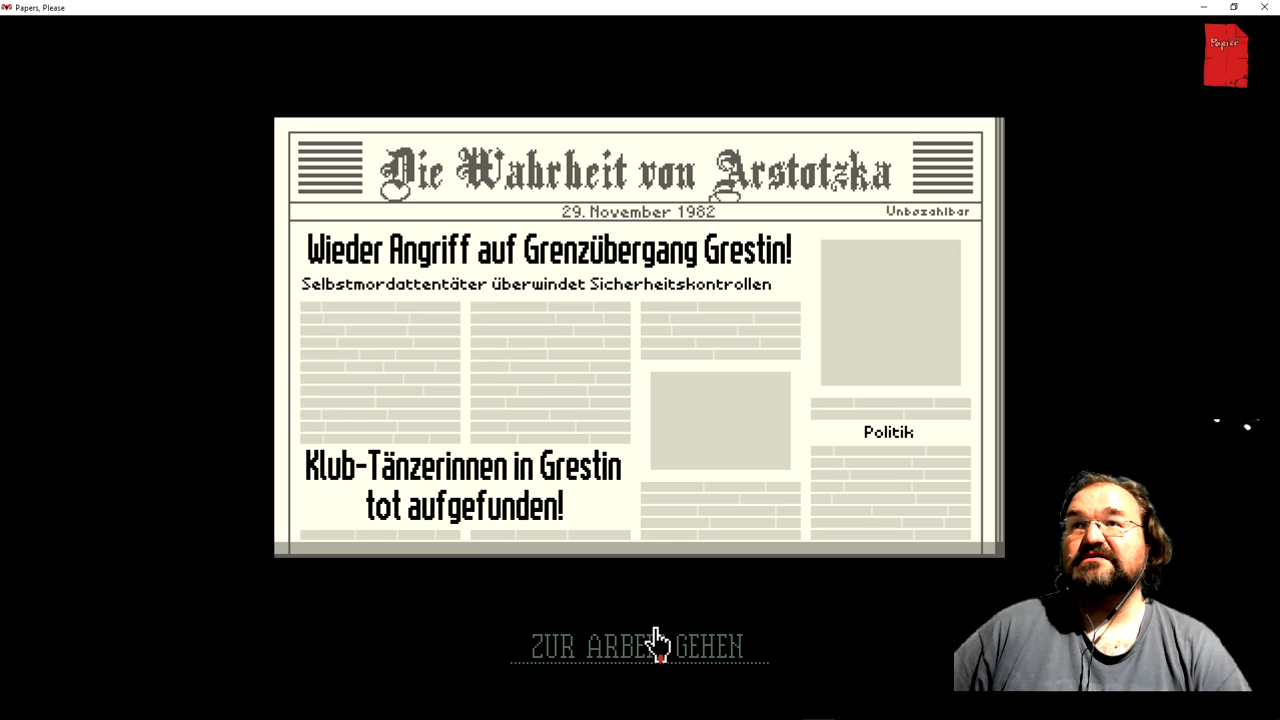 Papers, Please
Papier
Die Wahrheit von Arstotzka
29. November 1982
Unbezahlbar
Wieder Angriff auf Grenzübergang Grestin!
Selbstmordattentäter überwindet Sicherheitskontrollen
Politik
Klub-Tänzerinnen in Grestin
tot aufgefunden!
ZUR ARBEIT GEHEN